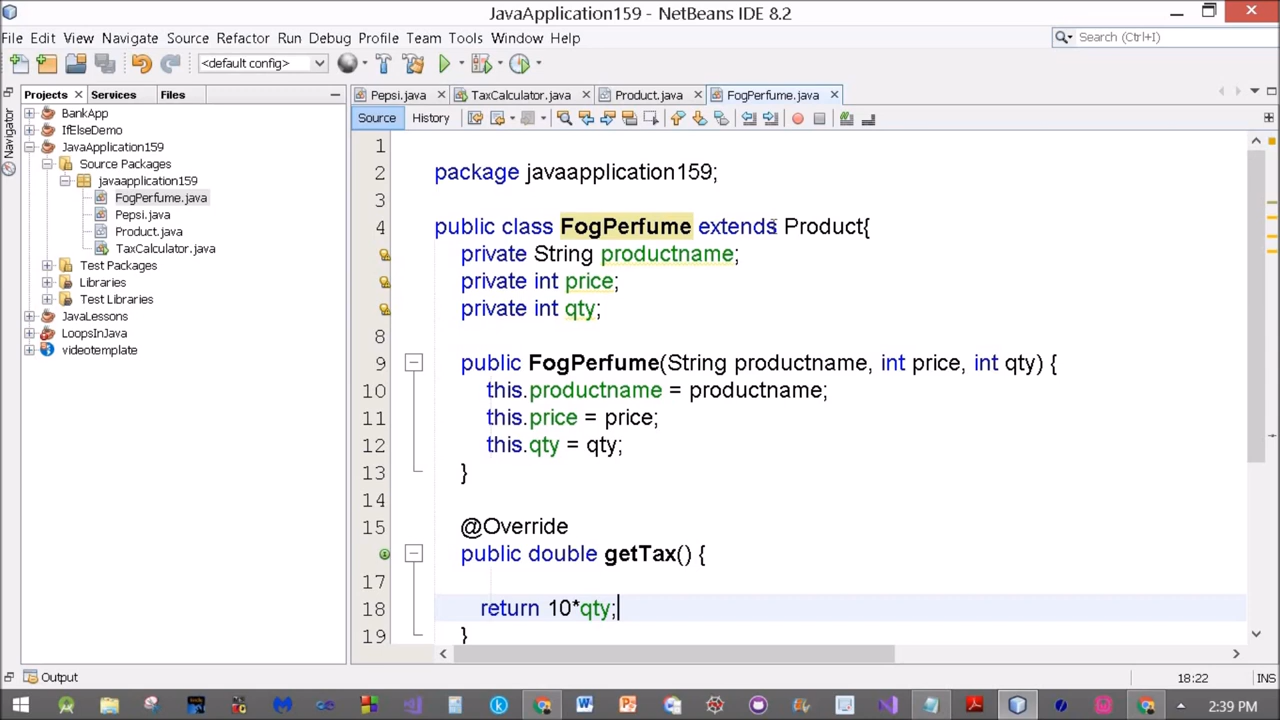 JavaApplication159 - NetBeans IDE 8.2
File Edit View Navigate Source Refactor Run Debug Profile Team Tools Window Help
Search (Ctrl+I)
<default config>
Projects Services Files
Pepsi.java TaxCalculator.java Product.java FogPerfume.java
Navigator
Source History
BankApp
IfElseDemo
JavaApplication159
Source Packages
javaapplication159
FogPerfume.java
Pepsi.java
Product.java
TaxCalculator.java
Test Packages
Libraries
Test Libraries
JavaLessons
LoopsInJava
videotemplate
1
2 package javaapplication159;
3
4 public class FogPerfume extends Product{
private String productname;
private int price;
private int qty;
8
9 public FogPerfume(String productname, int price, int qty) {
10 this.productname = productname;
11 this.price = price;
12 this.qty = qty;
13 }
14
15 @Override
public double getTax() {
17
18 return 10*qty;
19 }
Output
18:22 INS
2:39 PM